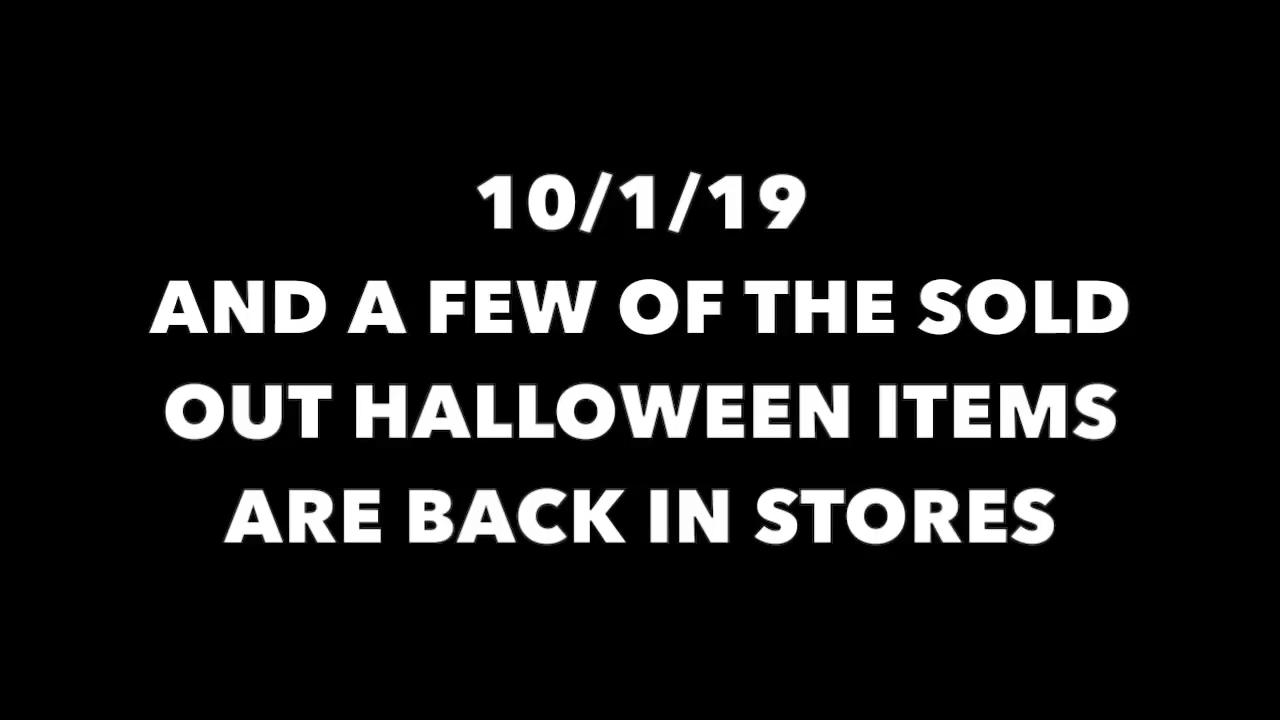 10/1/19
AND A FEW OF THE SOLD
OUT HALLOWEEN ITEMS
ARE BACK IN STORES